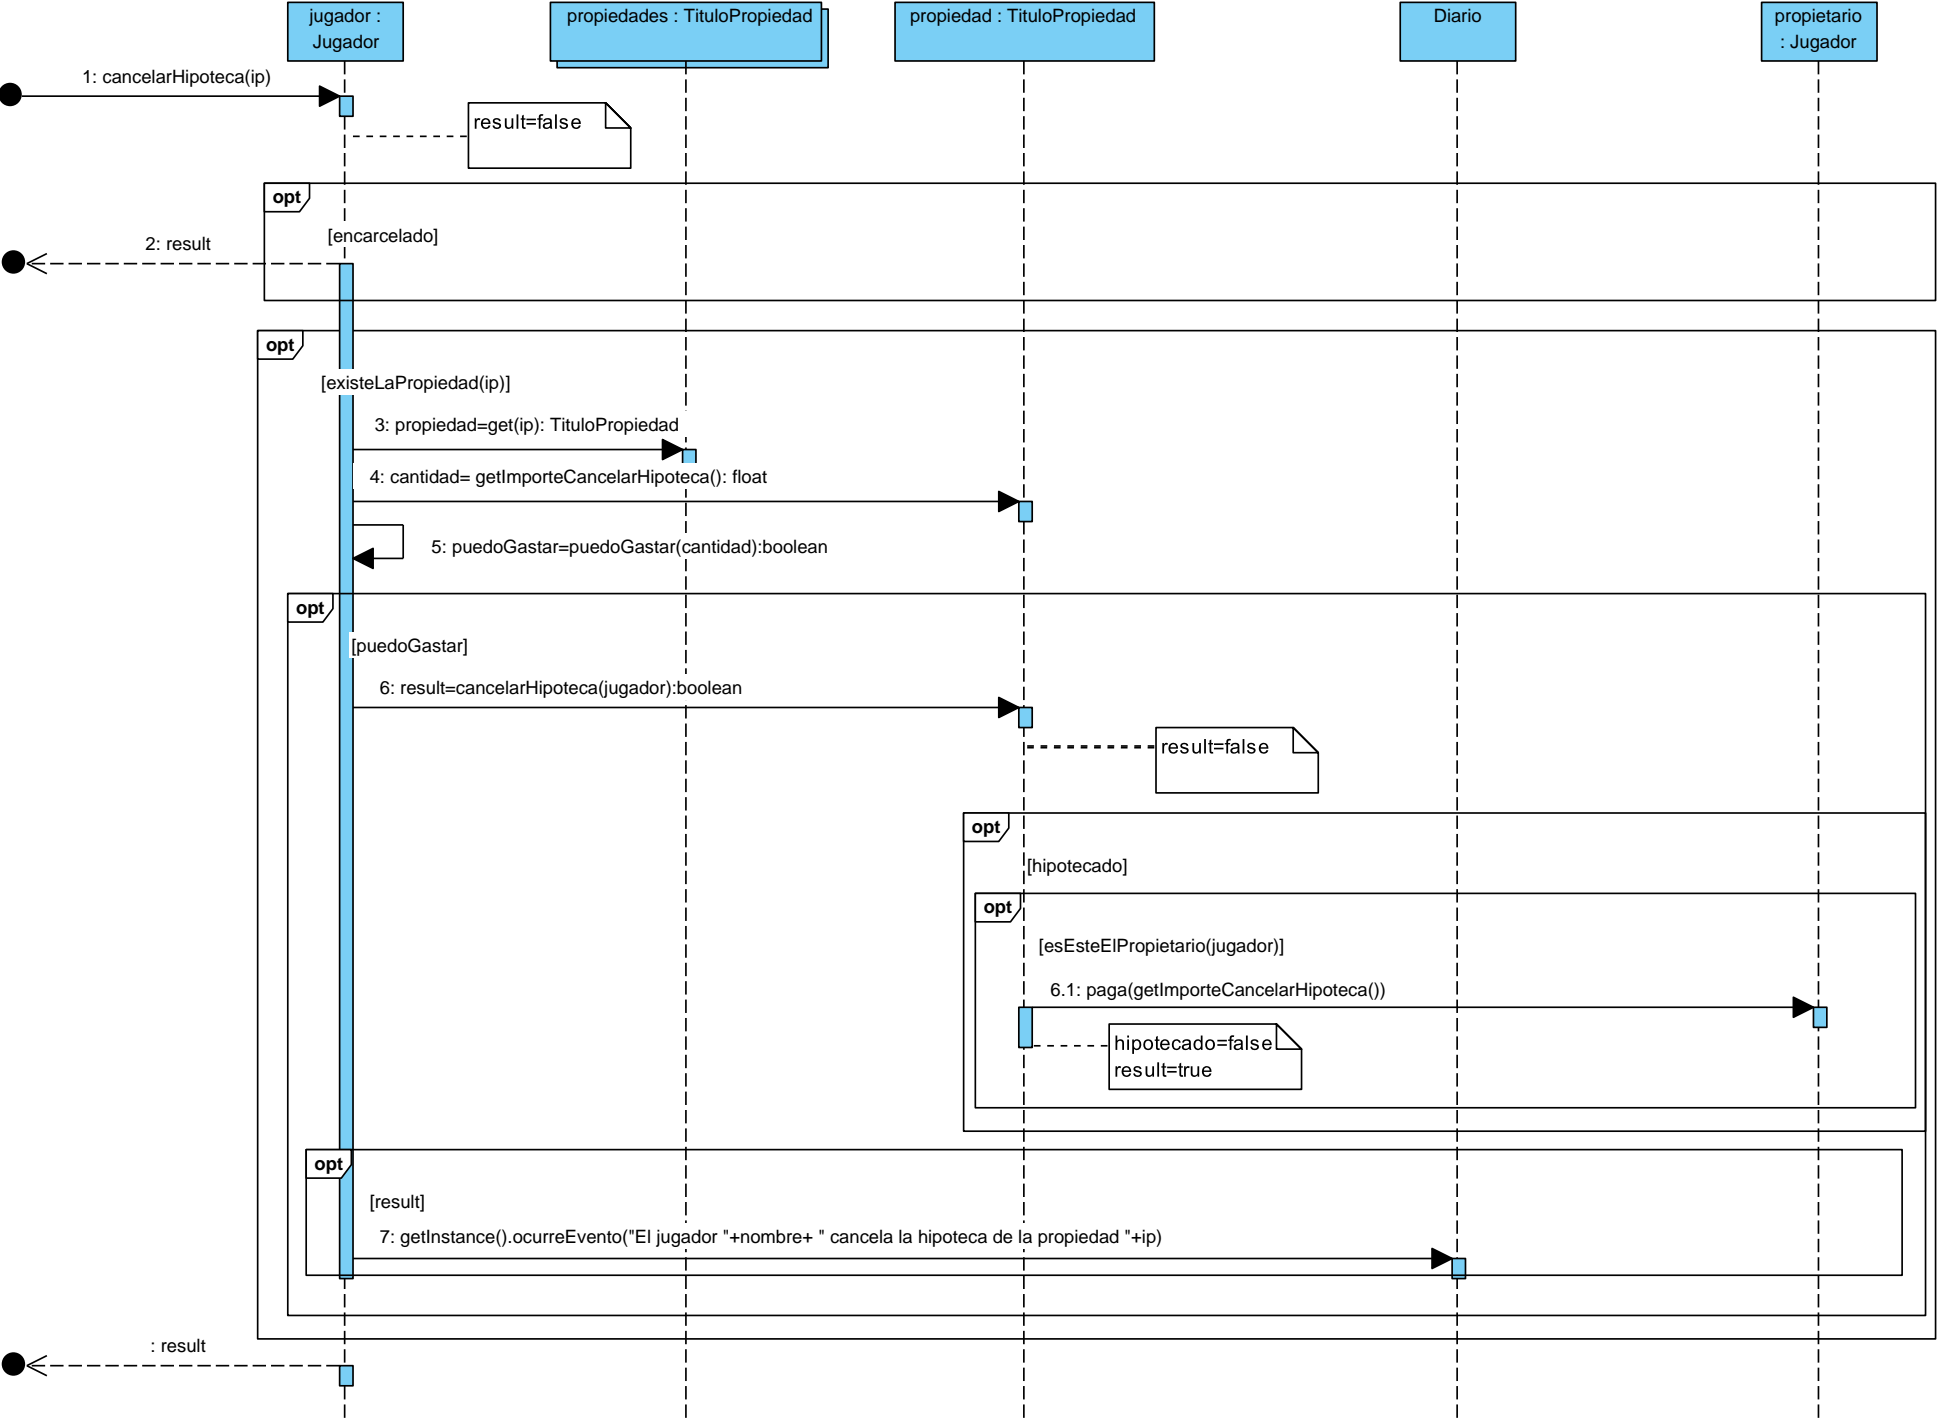 jugador :
Jugador
propiedades : TituloPropiedad
propiedad : TituloPropiedad
Diario
propietario
: Jugador
1: cancelarHipoteca(ip)
result=false
opt
[encarcelado]
2: result
opt
[existeLaPropiedad(ip)]
3: propiedad=get(ip): TituloPropiedad
4: cantidad= getImporteCancelarHipoteca(): float
5: puedoGastar=puedoGastar(cantidad):boolean
opt
[puedoGastar]
6: result=cancelarHipoteca(jugador):boolean
result=false
opt
[hipotecado]
opt
[esEsteElPropietario(jugador)]
6.1: paga(getImporteCancelarHipoteca())
hipotecado=false
result=true
opt
[result]
7: getInstance().ocurreEvento("El jugador "+nombre+ " cancela la hipoteca de la propiedad "+ip)
: result